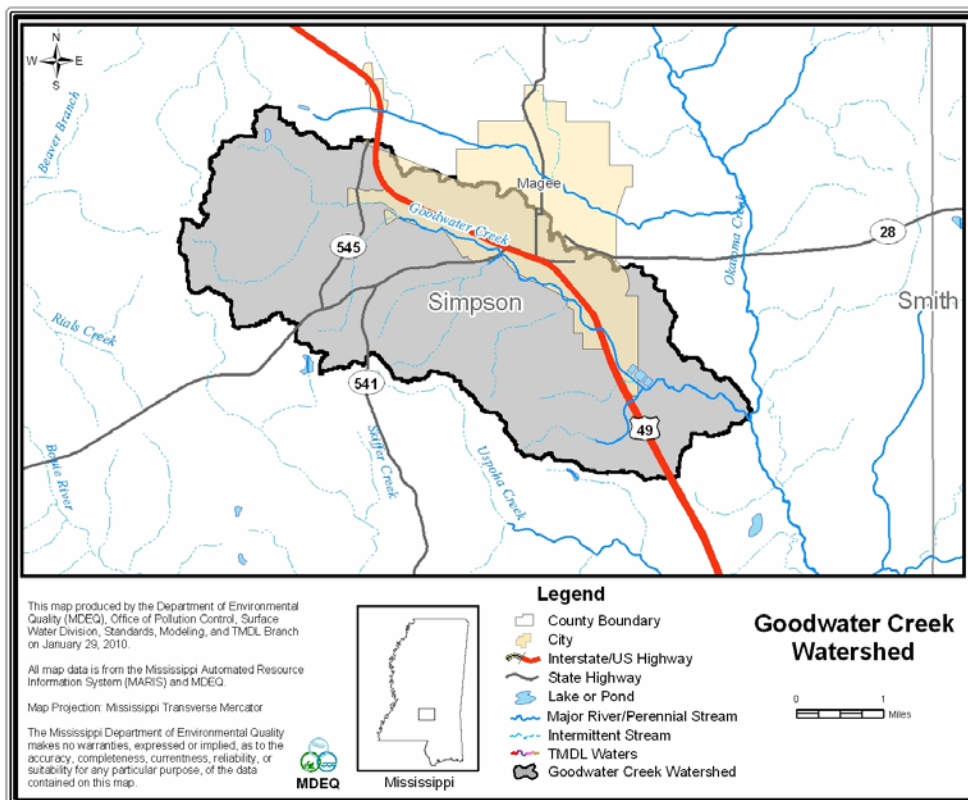 N
W E
S
Beaver Branch
Magee
Goodwater Creek
Okatoma Creek
28
545
Simpson
Smith
Rials Creek
541
49
Skiffer Creek
Uspoha Creek
Bouie River
This map produced by the Department of Environmental
Quality (MDEQ), Office of Pollution Control, Surface
Water Division, Standards, Modeling, and TMDL Branch
on January 29, 2010.
All map data is from the Mississippi Automated Resource
Information System (MARIS) and MDEQ.
Map Projection: Mississippi Transverse Mercator
The Mississippi Department of Environmental Quality
makes no warranties, expressed or implied, as to the
accuracy, completeness, currentness, reliability, or
suitability for any particular purpose, of the data
contained on this map.
MDEQ
Mississippi
Legend
County Boundary
City
Interstate/US Highway
State Highway
Lake or Pond
Major River/Perennial Stream
Intermittent Stream
TMDL Waters
Goodwater Creek Watershed
Goodwater Creek
Watershed
0 1
Miles